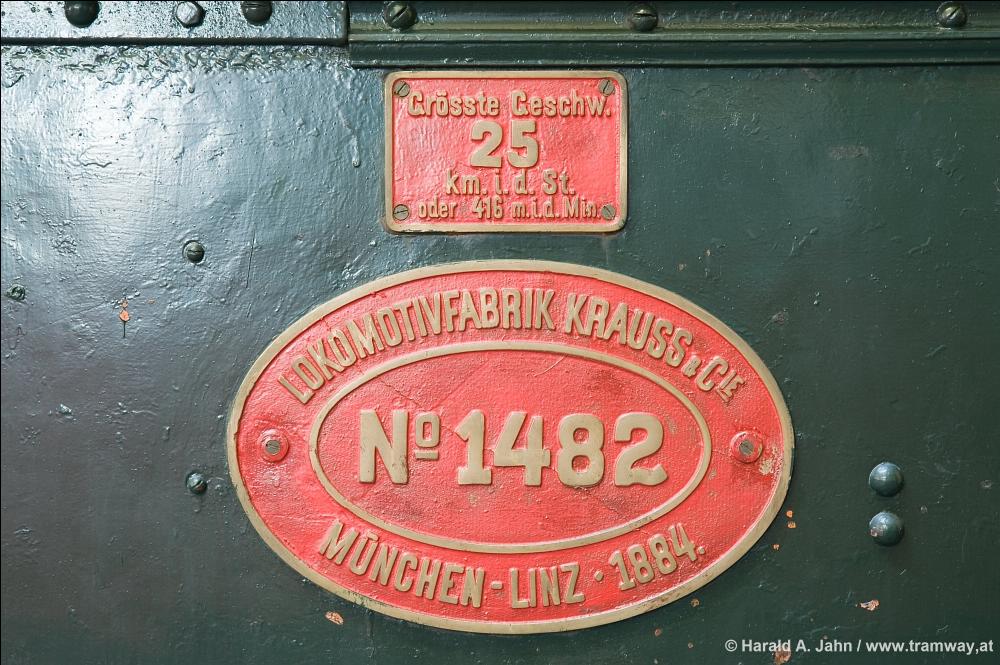 Grösste Geschw.
25
km. i. d. St.
oder 416 m.i.d. Min.
LOKOMOTIVFABRIK KRAUSS & CIE
Nº 1482
MÜNCHEN-LINZ · 1884.
© Harald A. Jahn / www.tramway.at